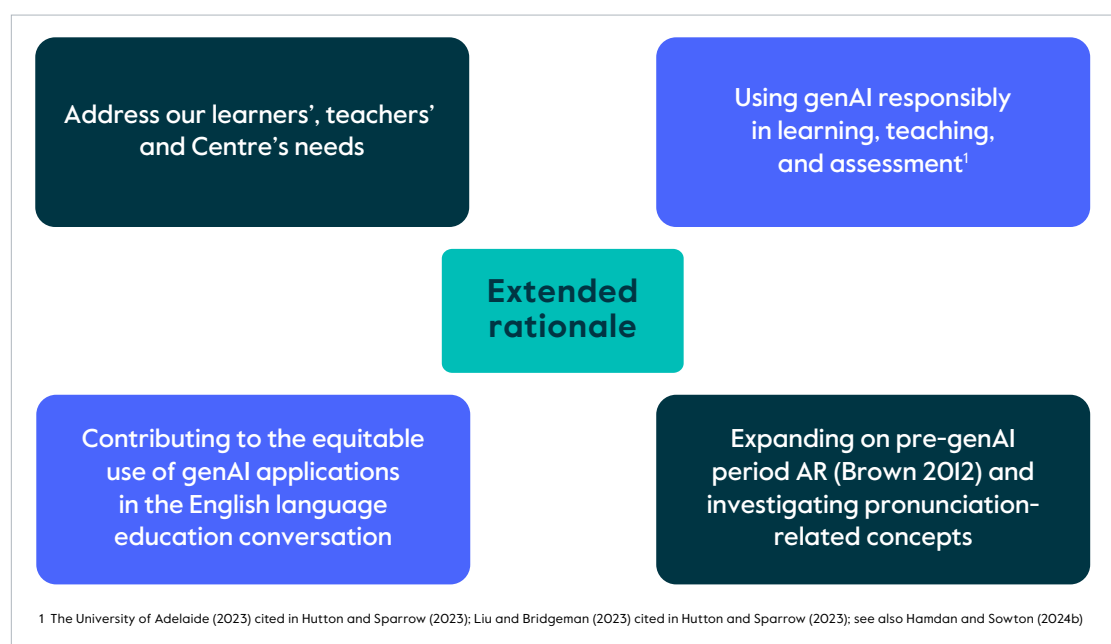 Address our learners’, teachers’
and Centre’s needs
Using genAI responsibly
in learning, teaching,
and assessment¹
Extended
rationale
Contributing to the equitable
use of genAI applications
in the English language
education conversation
Expanding on pre-genAI
period AR (Brown 2012) and
investigating pronunciation-
related concepts
1 The University of Adelaide (2023) cited in Hutton and Sparrow (2023); Liu and Bridgeman (2023) cited in Hutton and Sparrow (2023); see also Hamdan and Sowton (2024b)